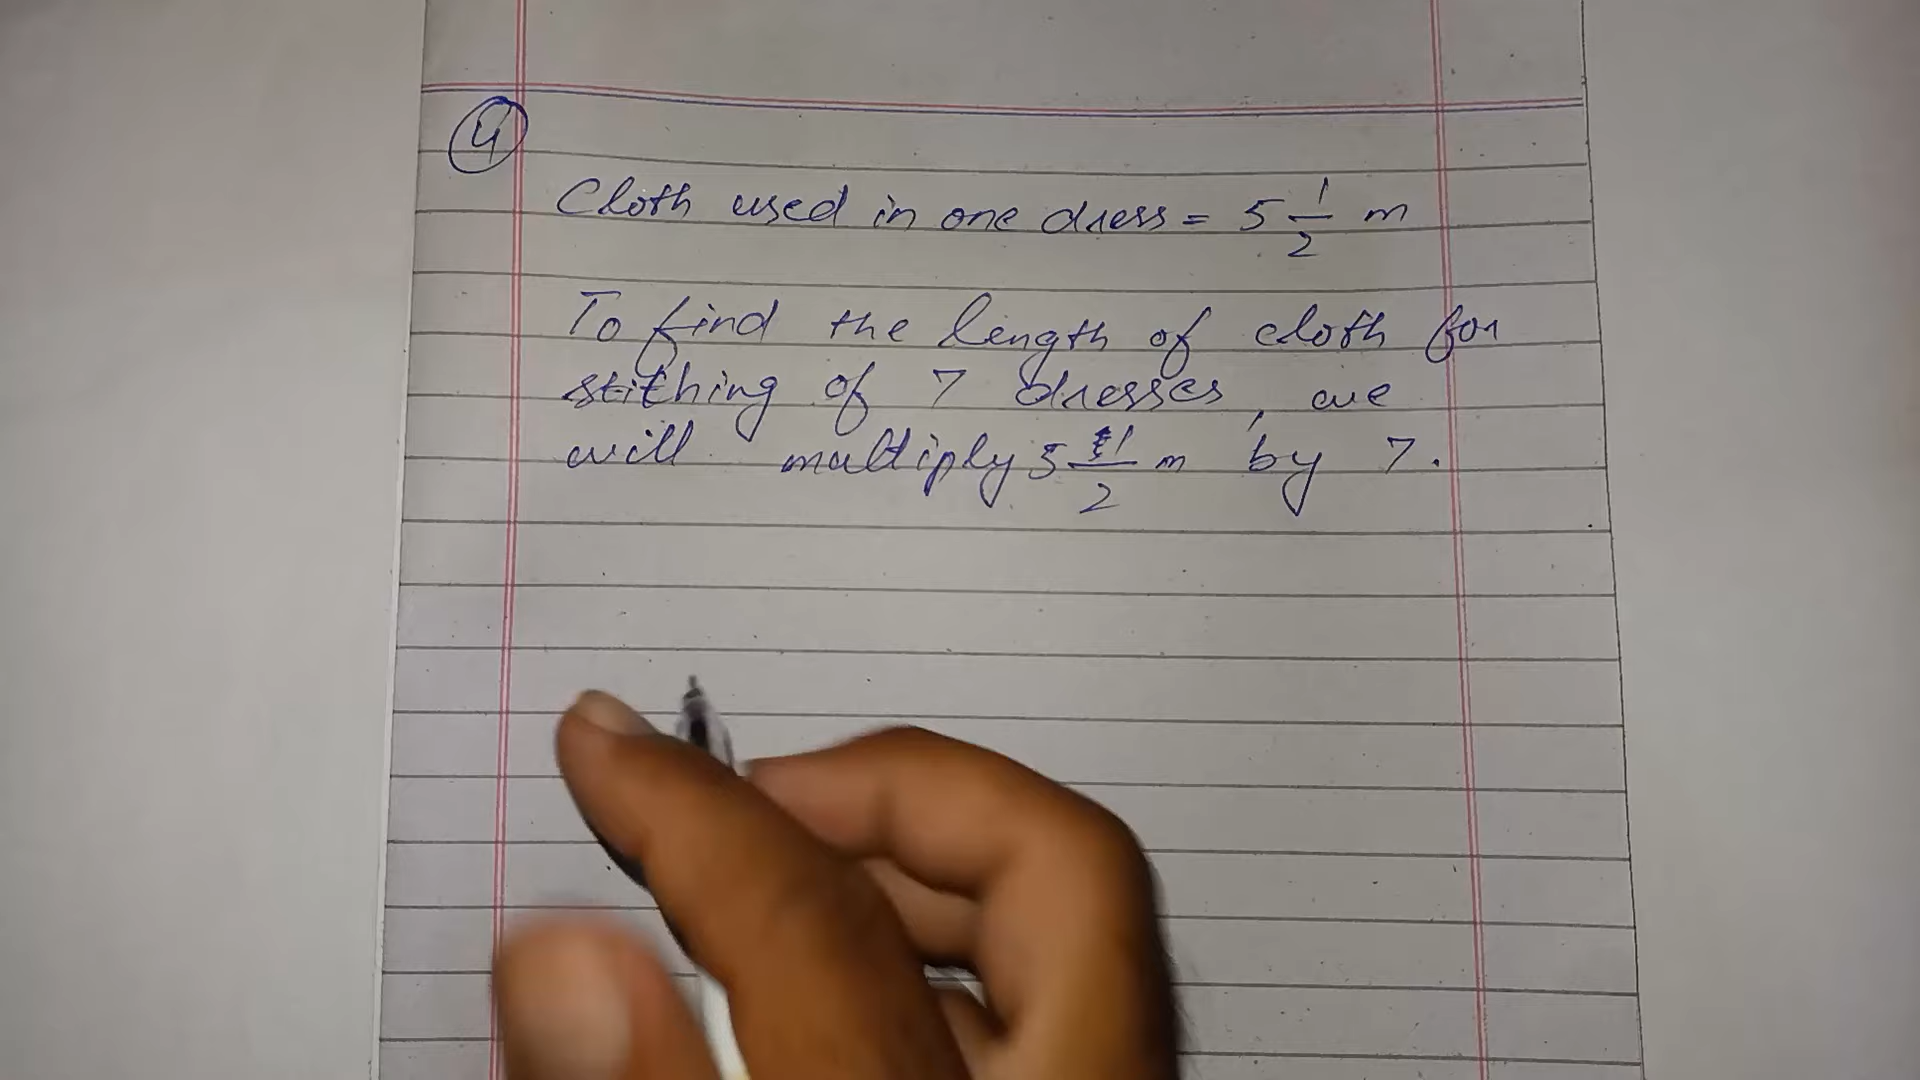 4
Cloth used in one dress = 5 1/2 m
To find the length of cloth for
stithing of 7 dresses, we
will multiply 5 1/2 m by 7.